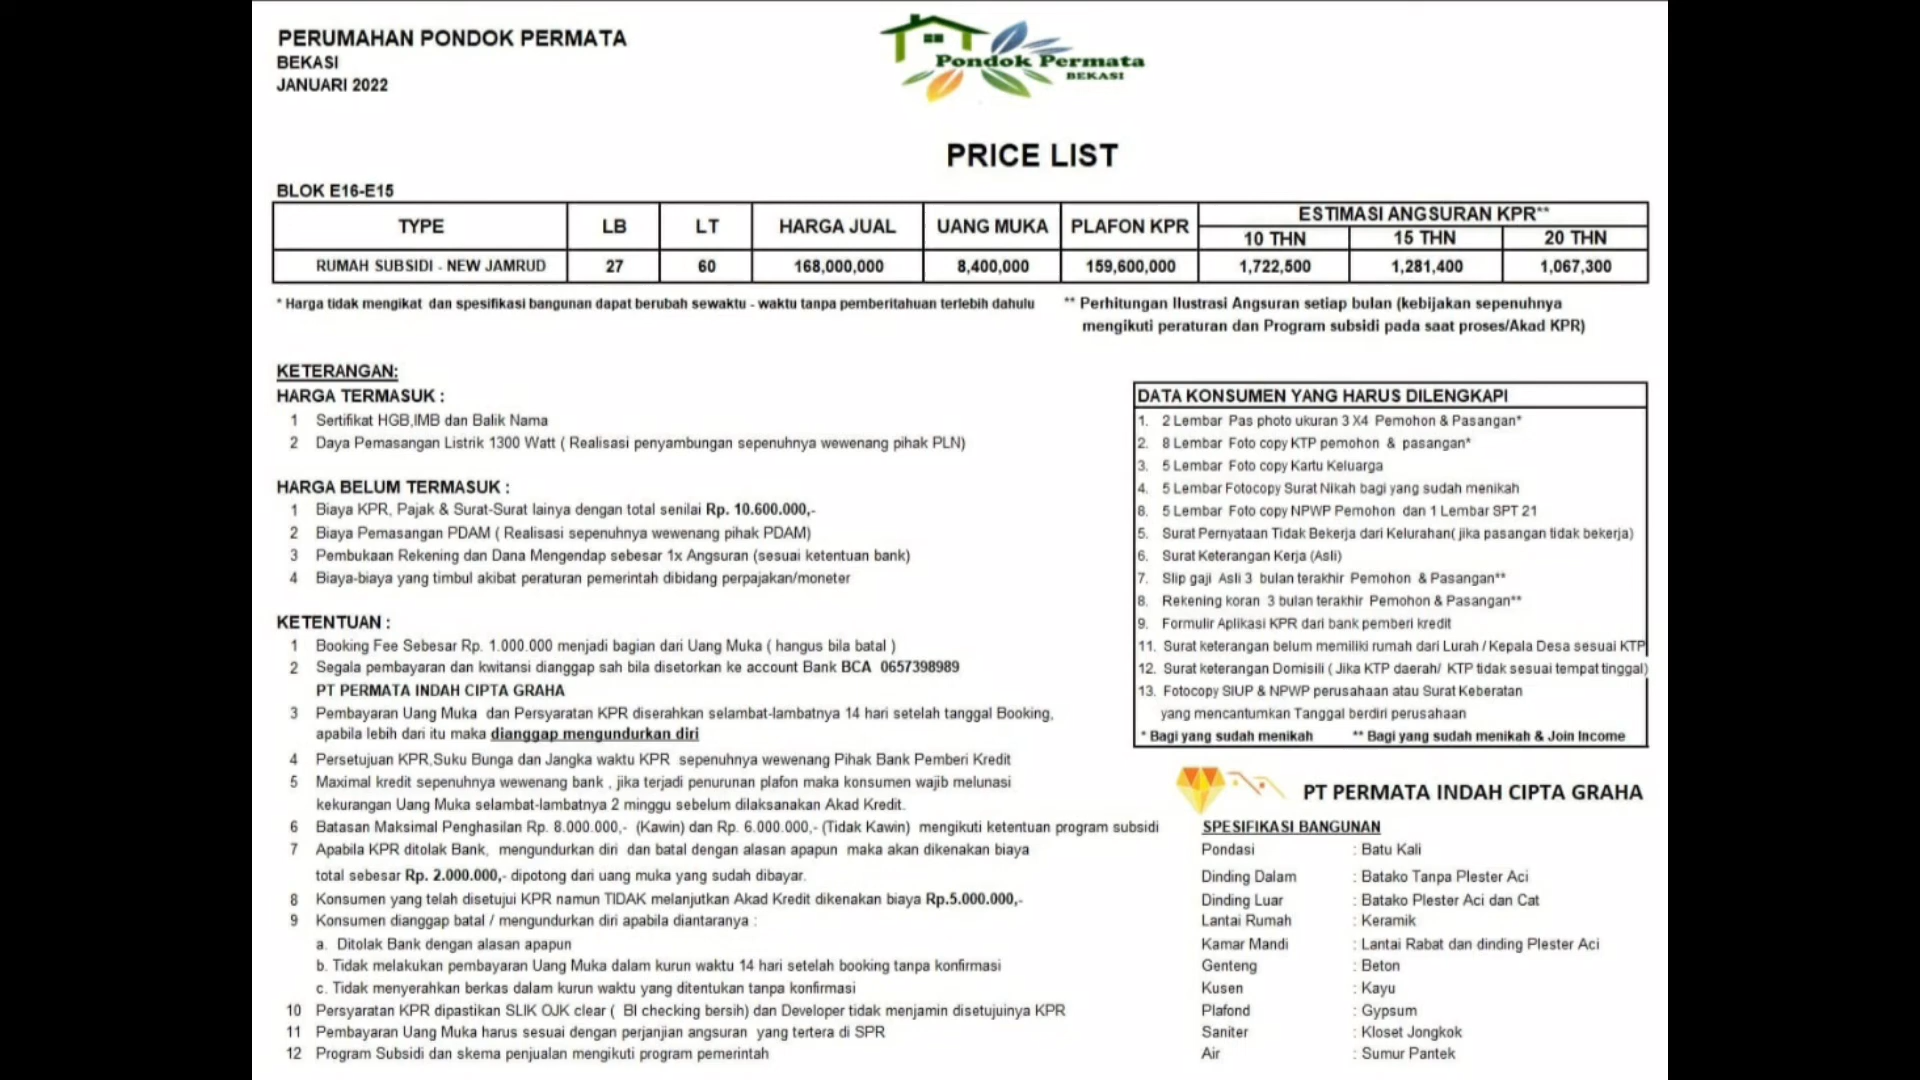 PERUMAHAN PONDOK PERMATA
BEKASI
JANUARI 2022
Pondok Permata
BEKASI
PRICE LIST
BLOK E16-E15
TYPE LB LT HARGA JUAL UANG MUKA PLAFON KPR ESTIMASI ANGSURAN KPR**
10 THN 15 THN 20 THN
RUMAH SUBSIDI - NEW JAMRUD 27 60 168,000,000 8,400,000 159,600,000 1,722,500 1,281,400 1,067,300
* Harga tidak mengikat dan spesifikasi bangunan dapat berubah sewaktu - waktu tanpa pemberitahuan terlebih dahulu
** Perhitungan Ilustrasi Angsuran setiap bulan (kebijakan sepenuhnya
mengikuti peraturan dan Program subsidi pada saat proses/Akad KPR)
KETERANGAN:
HARGA TERMASUK :
1 Sertifikat HGB,IMB dan Balik Nama
2 Daya Pemasangan Listrik 1300 Watt ( Realisasi penyambungan sepenuhnya wewenang pihak PLN)
HARGA BELUM TERMASUK :
1 Biaya KPR, Pajak & Surat-Surat lainya dengan total senilai Rp. 10.600.000,-
2 Biaya Pemasangan PDAM ( Realisasi sepenuhnya wewenang pihak PDAM)
3 Pembukaan Rekening dan Dana Mengendap sebesar 1x Angsuran (sesuai ketentuan bank)
4 Biaya-biaya yang timbul akibat peraturan pemerintah dibidang perpajakan/moneter
KETENTUAN :
1 Booking Fee Sebesar Rp. 1.000.000 menjadi bagian dari Uang Muka ( hangus bila batal )
2 Segala pembayaran dan kwitansi dianggap sah bila disetorkan ke account Bank BCA 0657398989
PT PERMATA INDAH CIPTA GRAHA
3 Pembayaran Uang Muka dan Persyaratan KPR diserahkan selambat-lambatnya 14 hari setelah tanggal Booking,
apabila lebih dari itu maka dianggap mengundurkan diri
4 Persetujuan KPR,Suku Bunga dan Jangka waktu KPR sepenuhnya wewenang Pihak Bank Pemberi Kredit
5 Maximal kredit sepenuhnya wewenang bank , jika terjadi penurunan plafon maka konsumen wajib melunasi
kekurangan Uang Muka selambat-lambatnya 2 minggu sebelum dilaksanakan Akad Kredit.
6 Batasan Maksimal Penghasilan Rp. 8.000.000,- (Kawin) dan Rp. 6.000.000,- (Tidak Kawin) mengikuti ketentuan program subsidi
7 Apabila KPR ditolak Bank, mengundurkan diri dan batal dengan alasan apapun maka akan dikenakan biaya
total sebesar Rp. 2.000.000,- dipotong dari uang muka yang sudah dibayar.
8 Konsumen yang telah disetujui KPR namun TIDAK melanjutkan Akad Kredit dikenakan biaya Rp.5.000.000,-
9 Konsumen dianggap batal / mengundurkan diri apabila diantaranya :
a. Ditolak Bank dengan alasan apapun
b. Tidak melakukan pembayaran Uang Muka dalam kurun waktu 14 hari setelah booking tanpa konfirmasi
c. Tidak menyerahkan berkas dalam kurun waktu yang ditentukan tanpa konfirmasi
10 Persyaratan KPR dipastikan SLIK OJK clear ( BI checking bersih) dan Developer tidak menjamin disetujuinya KPR
11 Pembayaran Uang Muka harus sesuai dengan perjanjian angsuran yang tertera di SPR
12 Program Subsidi dan skema penjualan mengikuti program pemerintah
DATA KONSUMEN YANG HARUS DILENGKAPI
1. 2 Lembar Pas photo ukuran 3 X4 Pemohon & Pasangan*
2. 8 Lembar Foto copy KTP pemohon & pasangan*
3. 5 Lembar Foto copy Kartu Keluarga
4. 5 Lembar Fotocopy Surat Nikah bagi yang sudah menikah
8. 5 Lembar Foto copy NPWP Pemohon dan 1 Lembar SPT 21
5. Surat Pernyataan Tidak Bekerja dari Kelurahan( jika pasangan tidak bekerja)
6. Surat Keterangan Kerja (Asli)
7. Slip gaji Asli 3 bulan terakhir Pemohon & Pasangan**
8. Rekening koran 3 bulan terakhir Pemohon & Pasangan**
9. Formulir Aplikasi KPR dari bank pemberi kredit
11. Surat keterangan belum memiliki rumah dari Lurah / Kepala Desa sesuai KTP
12. Surat keterangan Domisili ( Jika KTP daerah/ KTP tidak sesuai tempat tinggal)
13. Fotocopy SIUP & NPWP perusahaan atau Surat Keberatan
yang mencantumkan Tanggal berdiri perusahaan
* Bagi yang sudah menikah ** Bagi yang sudah menikah & Join Income
PT PERMATA INDAH CIPTA GRAHA
SPESIFIKASI BANGUNAN
Pondasi : Batu Kali
Dinding Dalam : Batako Tanpa Plester Aci
Dinding Luar : Batako Plester Aci dan Cat
Lantai Rumah : Keramik
Kamar Mandi : Lantai Rabat dan dinding Plester Aci
Genteng : Beton
Kusen : Kayu
Plafond : Gypsum
Saniter : Kloset Jongkok
Air : Sumur Pantek